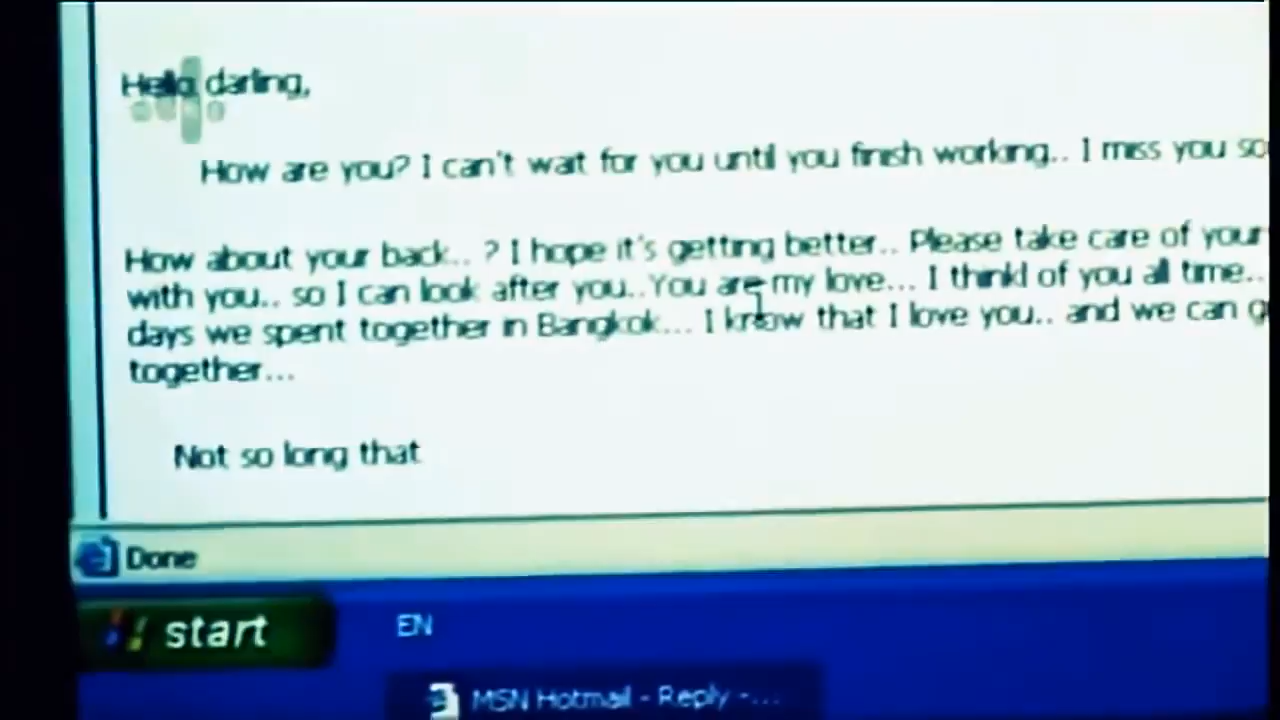 Hello darling,
How are you? I can't wait for you until you finish working.. I miss you so
How about your back.. ? I hope it's getting better.. Please take care of your
with you.. so I can look after you..You are my love... I thinkl of you all time..
days we spent together in Bangkok... I know that I love you.. and we can g
together...
Not so long that
Done
start
EN
MSN Hotmail - Reply -...